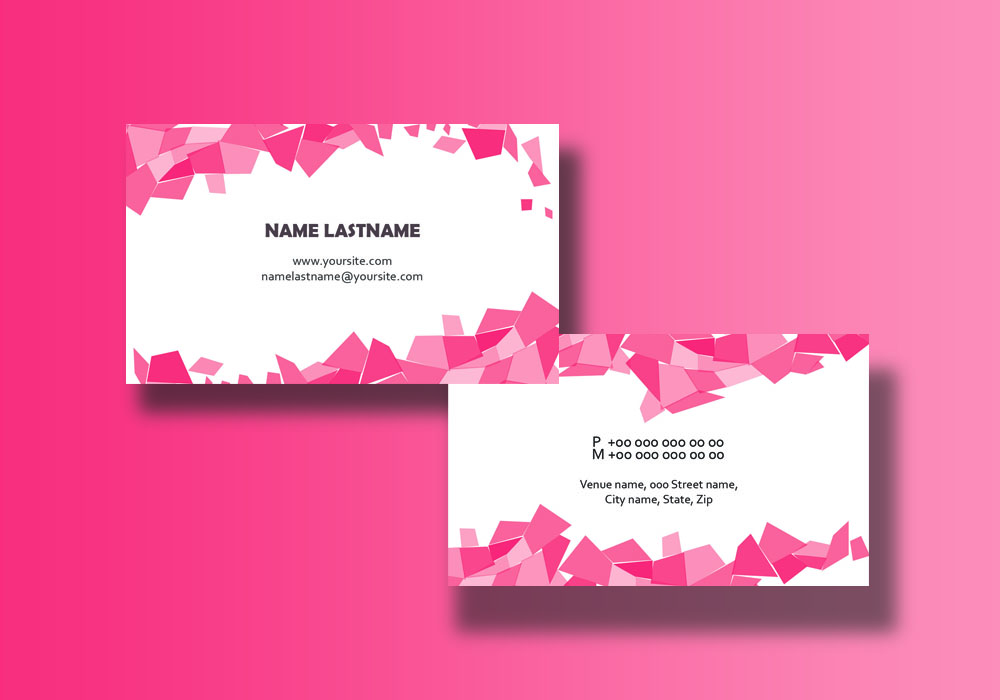 NAME LASTNAME
www.yoursite.com
namelastname@yoursite.com
P +00 000 000 00 00
M +00 000 000 00 00
Venue name, 000 Street name,
City name, State, Zip